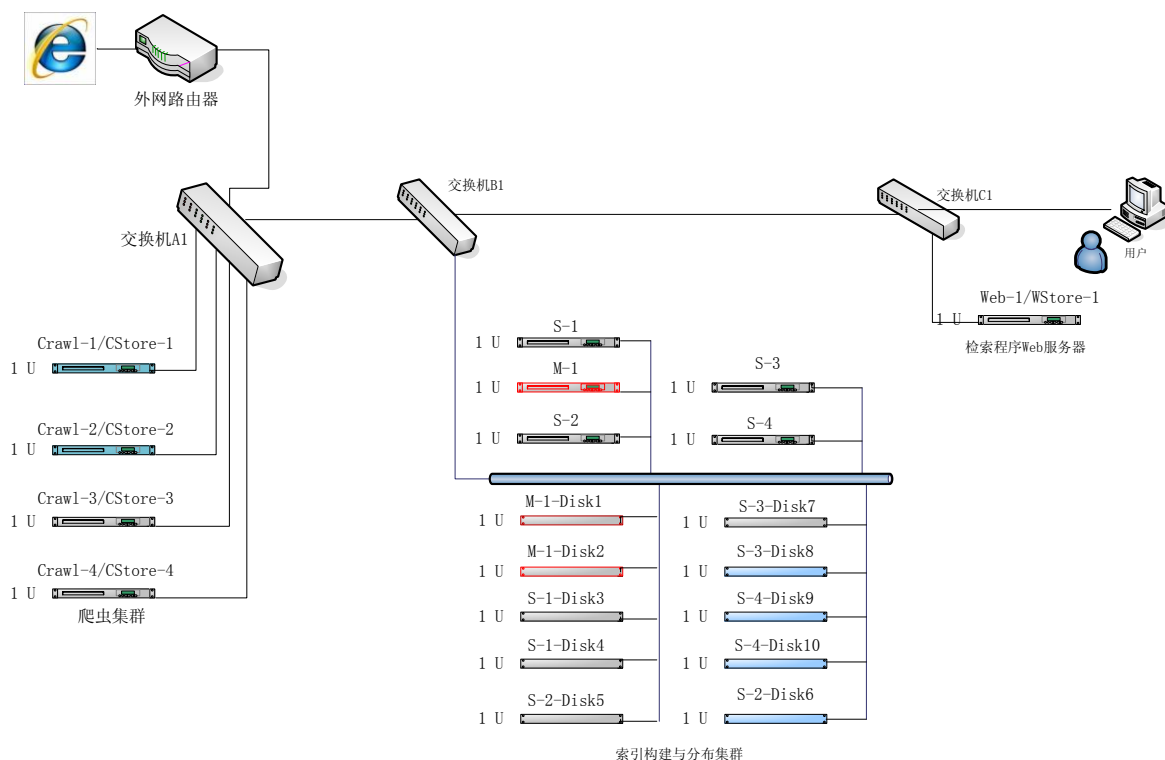 外网路由器
交换机A1
交换机B1
交换机C1
用户
Web-1/WStore-1
1 U
检索程序Web服务器
Crawl-1/CStore-1
1 U
Crawl-2/CStore-2
1 U
Crawl-3/CStore-3
1 U
Crawl-4/CStore-4
1 U
爬虫集群
S-1
1 U
M-1
1 U
S-2
1 U
S-3
1 U
S-4
1 U
M-1-Disk1
1 U
M-1-Disk2
1 U
S-1-Disk3
1 U
S-1-Disk4
1 U
S-2-Disk5
1 U
S-3-Disk7
1 U
S-3-Disk8
1 U
S-4-Disk9
1 U
S-4-Disk10
1 U
S-2-Disk6
1 U
索引构建与分布集群